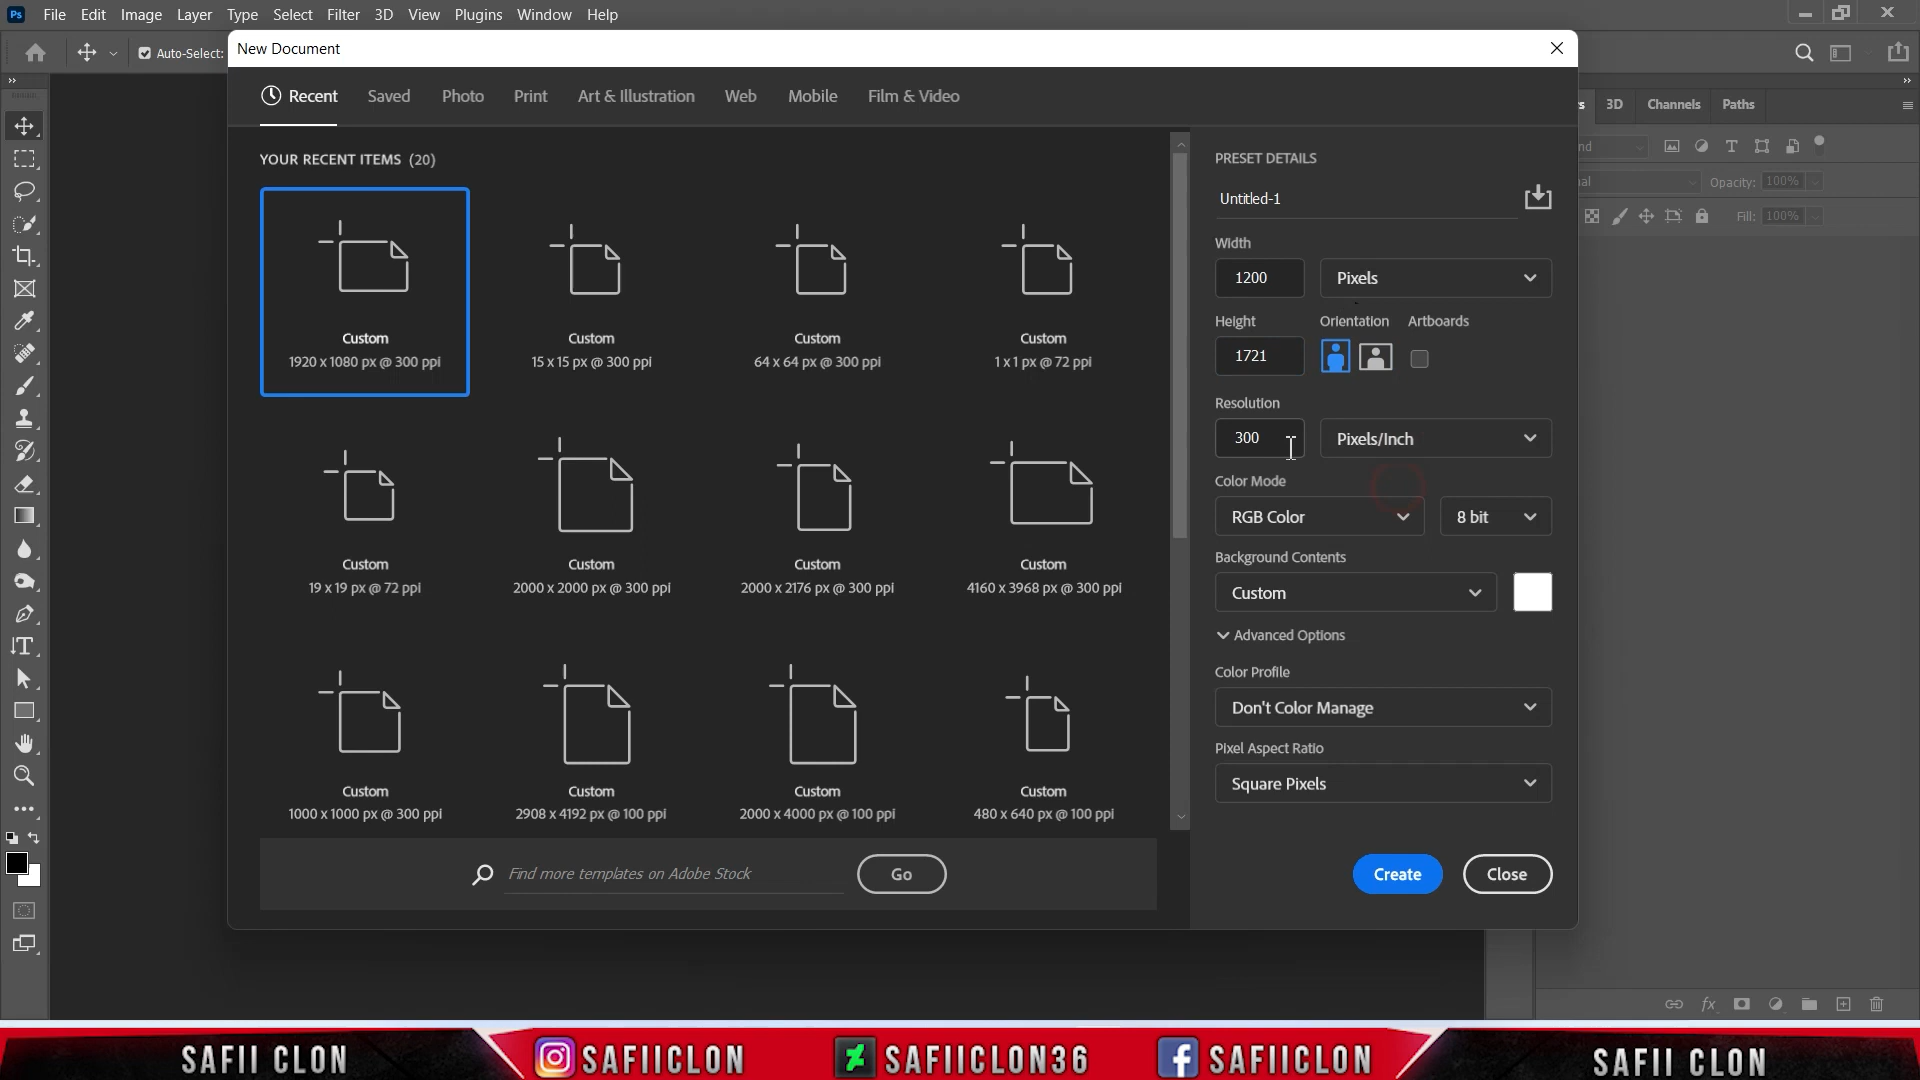 Ps File Edit Image Layer Type Select Filter 3D View Plugins Window Help
Auto-Select:
New Document
Recent Saved Photo Print Art & Illustration Web Mobile Film & Video
YOUR RECENT ITEMS (20)
Custom
1920 x 1080 px @ 300 ppi
Custom
15 x 15 px @ 300 ppi
Custom
64 x 64 px @ 300 ppi
Custom
1 x 1 px @ 72 ppi
Custom
19 x 19 px @ 72 ppi
Custom
2000 x 2000 px @ 300 ppi
Custom
2000 x 2176 px @ 300 ppi
Custom
4160 x 3968 px @ 300 ppi
Custom
1000 x 1000 px @ 300 ppi
Custom
2908 x 4192 px @ 100 ppi
Custom
2000 x 4000 px @ 100 ppi
Custom
480 x 640 px @ 100 ppi
Find more templates on Adobe Stock Go
PRESET DETAILS
Untitled-1
Width
1200 Pixels
Height Orientation Artboards
1721
Resolution
300 Pixels/Inch
Color Mode
RGB Color 8 bit
Background Contents
Custom
Advanced Options
Color Profile
Don't Color Manage
Pixel Aspect Ratio
Square Pixels
Create Close
3D Channels Paths
Opacity: 100%
Fill: 100%
fx
SAFII CLON SAFIICLON SAFIICLON36 SAFIICLON SAFII CLON